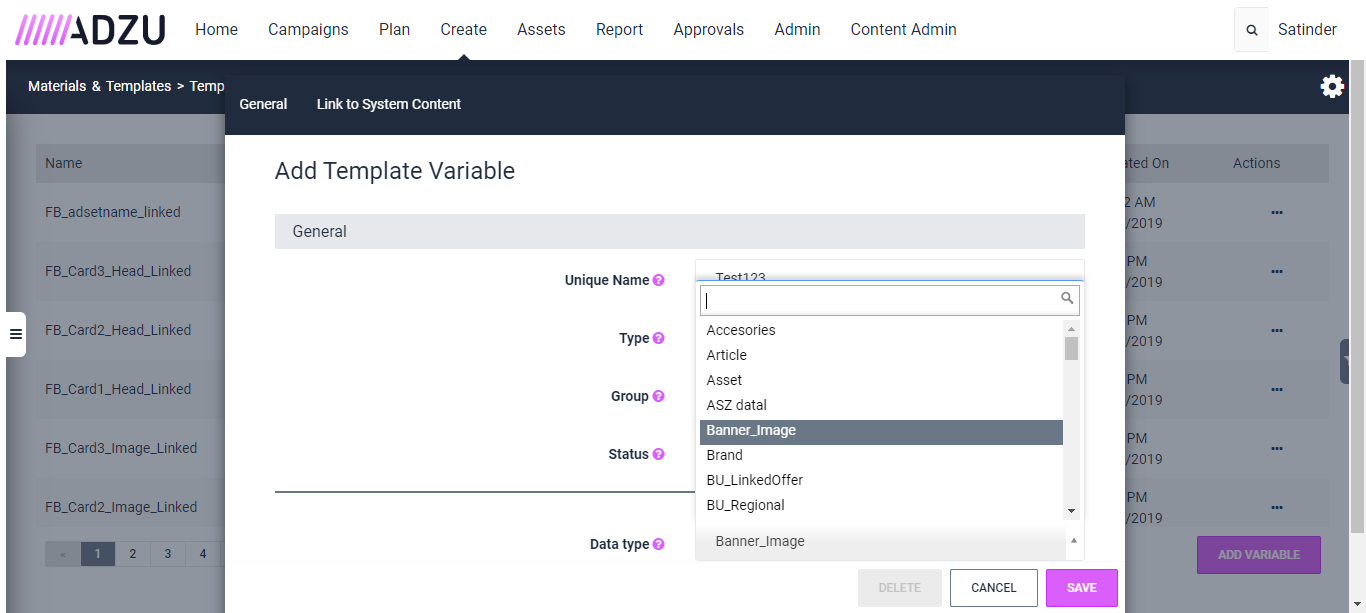 ADZU
Home Campaigns Plan Create Assets Report Approvals Admin Content Admin Satinder
Materials & Templates > Temp
General Link to System Content
Add Template Variable
General
Name
ated On Actions
FB_adsetname_linked
2 AM
/2019
FB_Card3_Head_Linked
PM
/2019
FB_Card2_Head_Linked
PM
/2019
FB_Card1_Head_Linked
PM
/2019
FB_Card3_Image_Linked
PM
/2019
FB_Card2_Image_Linked
PM
/2019
« 1 2 3 4
Unique Name ?
Test123
Type ?
Group ?
Status ?
Accesories
Article
Asset
ASZ datal
Banner_Image
Brand
BU_LinkedOffer
BU_Regional
Data type ?
Banner_Image
ADD VARIABLE
DELETE CANCEL SAVE